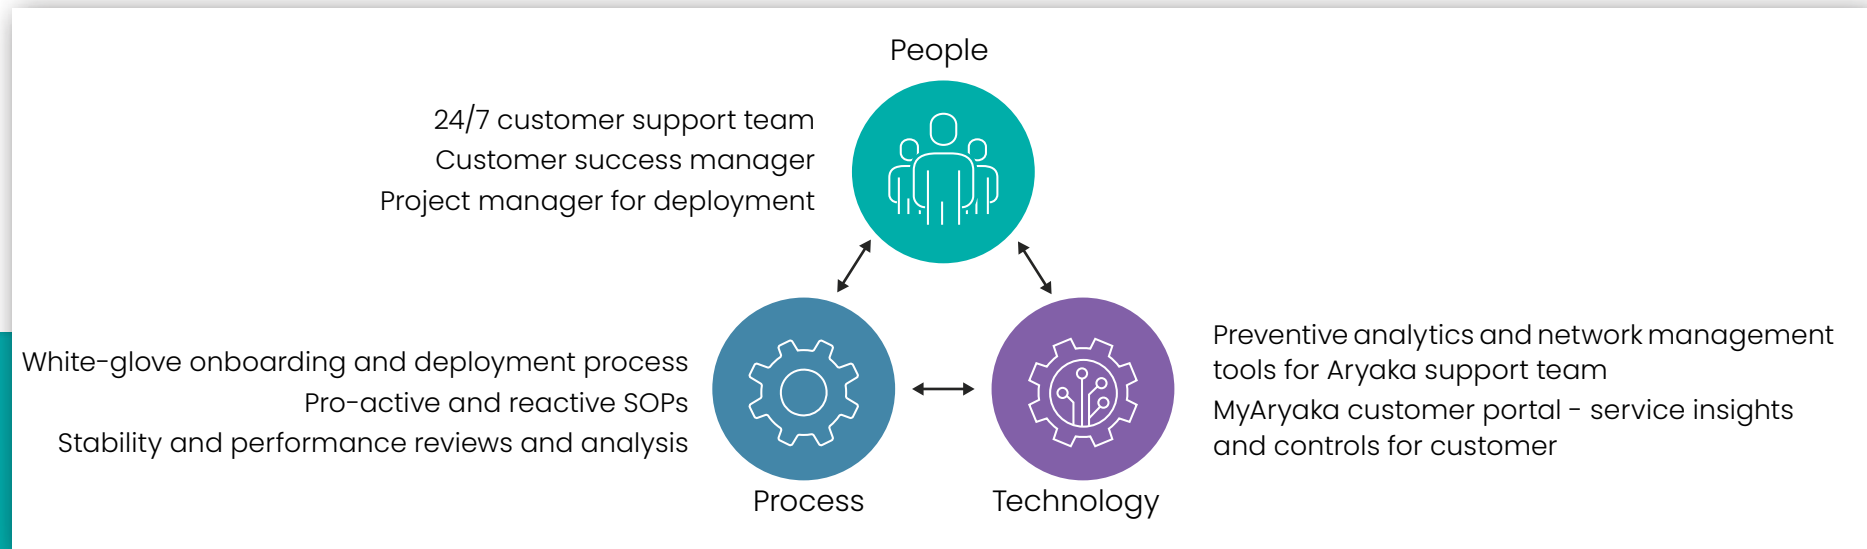 People
24/7 customer support team
Customer success manager
Project manager for deployment
White-glove onboarding and deployment process
Pro-active and reactive SOPs
Stability and performance reviews and analysis
Process
Technology
Preventive analytics and network management
tools for Aryaka support team
MyAryaka customer portal - service insights
and controls for customer